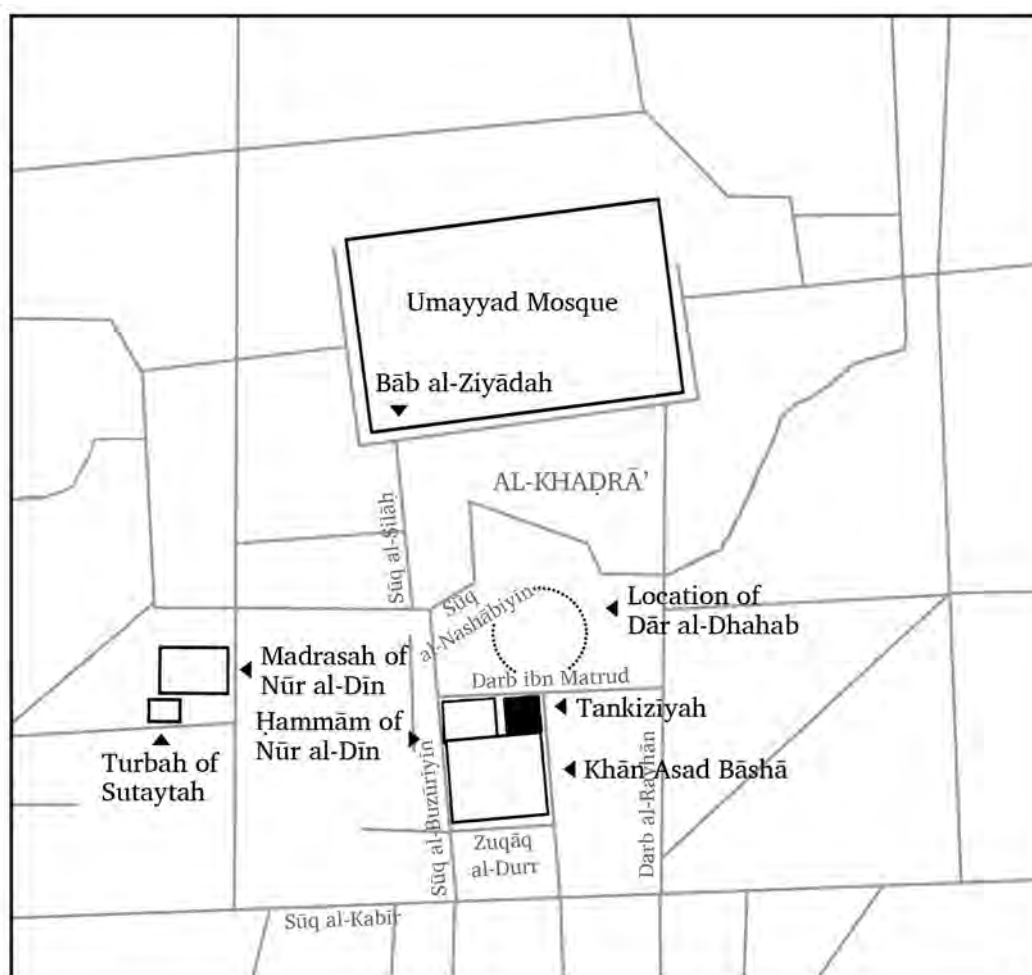 Umayyad Mosque
Bāb al-Ziyādah
AL-KHAḌRĀ’
Sūq al-Silāḥ
Sūq
al-Nashābiyin
Location of
Dār al-Dhahab
Madrasah of
Nūr al-Dīn
Darb ibn Matrud
Ḥammām of
Nūr al-Dīn
Tankizīyah
Turbah of
Sutaytah
Khān Asad Bāshā
Sūq al-Buzūriyīn
Darb al-Rayḥān
Zuqāq
al-Durr
Sūq al-Kabīr